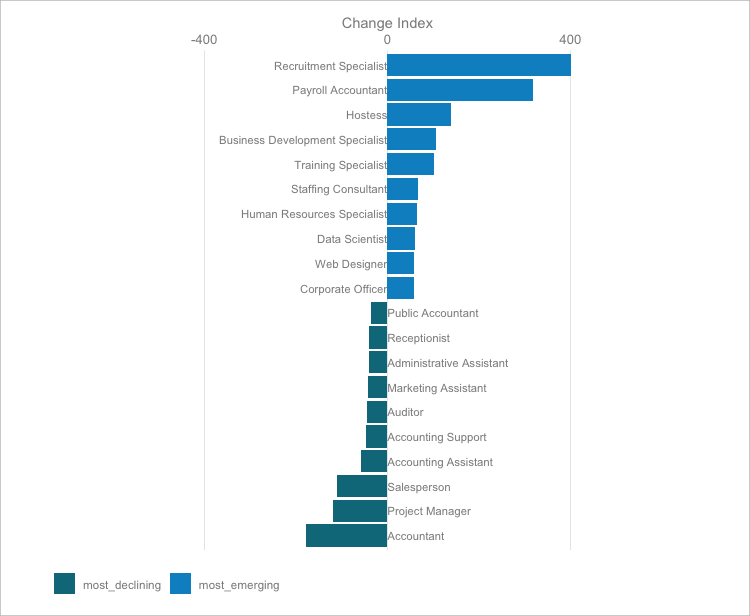 Change Index
-400 0 400
Recruitment Specialist
Payroll Accountant
Hostess
Business Development Specialist
Training Specialist
Staffing Consultant
Human Resources Specialist
Data Scientist
Web Designer
Corporate Officer
Public Accountant
Receptionist
Administrative Assistant
Marketing Assistant
Auditor
Accounting Support
Accounting Assistant
Salesperson
Project Manager
Accountant
most_declining most_emerging